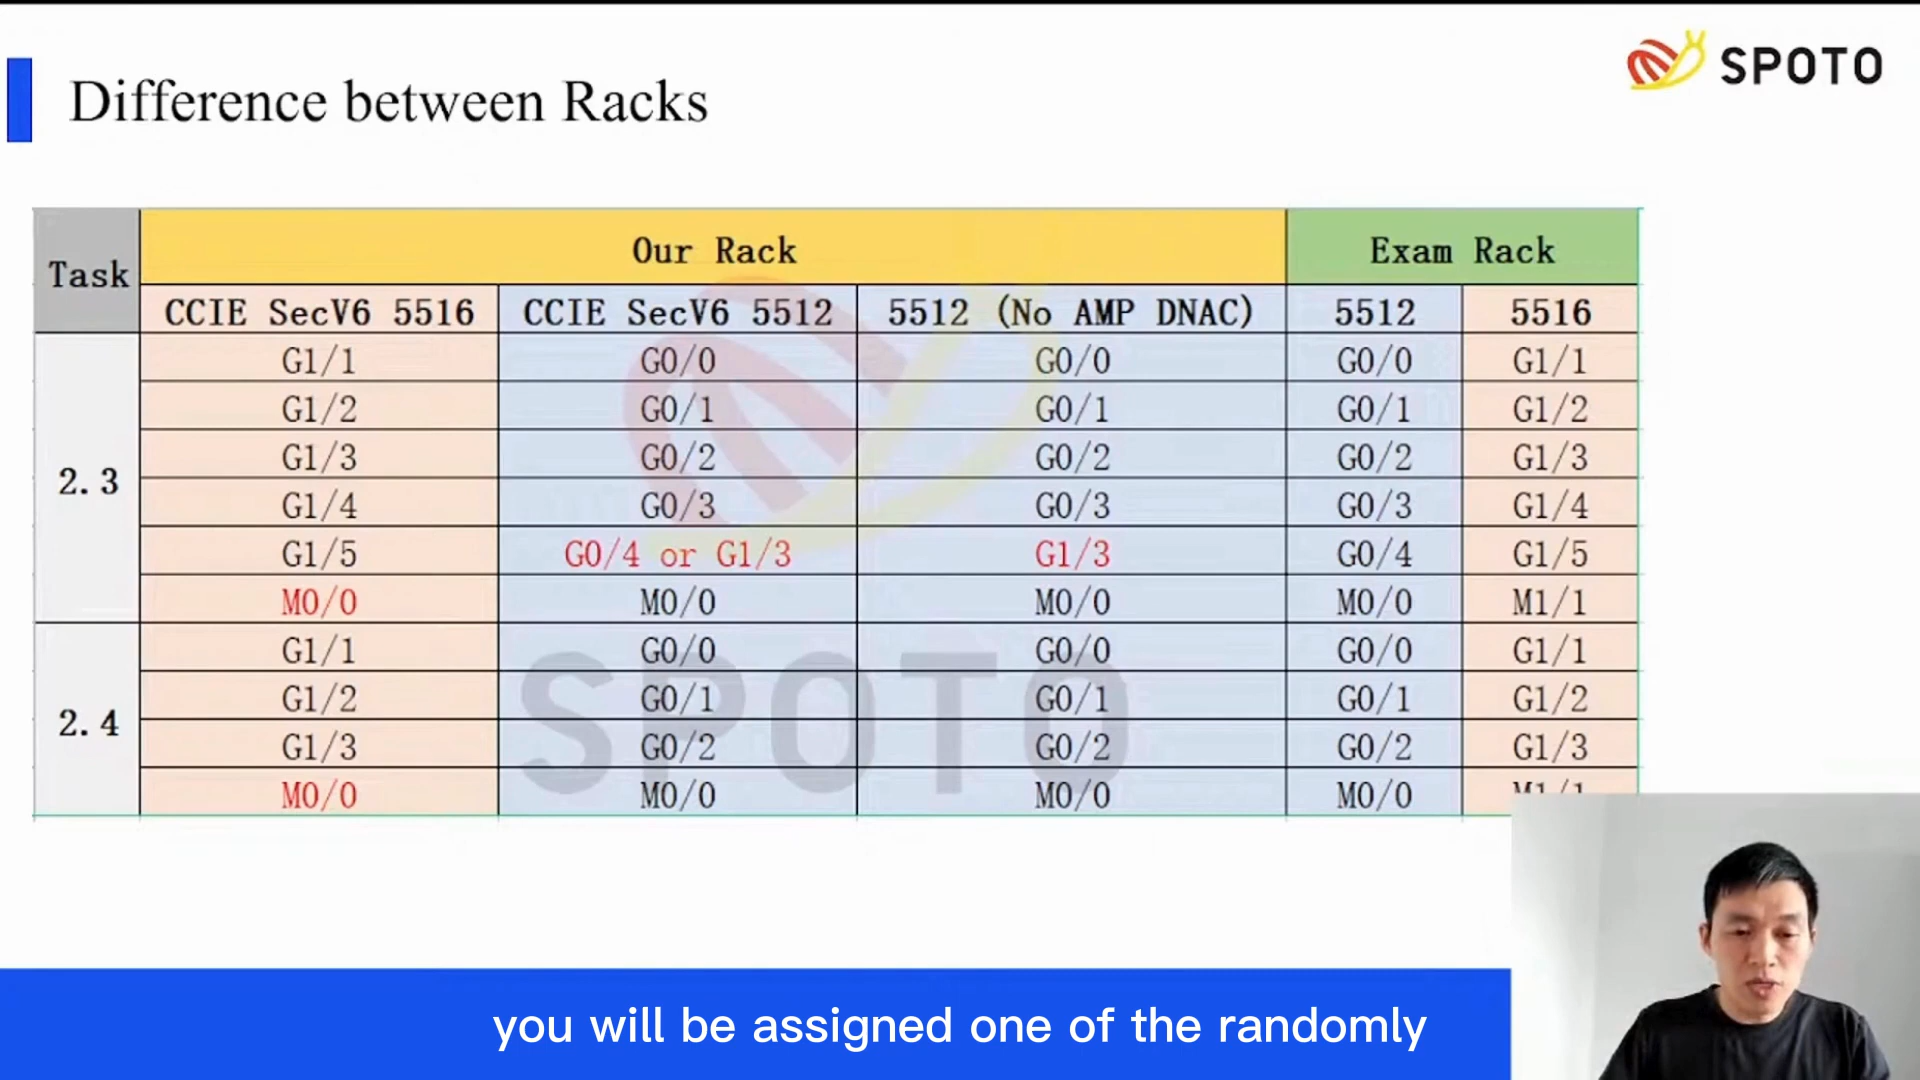 SPOTO
Difference between Racks
Task Our Rack Exam Rack
CCIE SecV6 5516 CCIE SecV6 5512 5512 (No AMP DNAC) 5512 5516
2.3
G1/1 G0/0 G0/0 G0/0 G1/1
G1/2 G0/1 G0/1 G0/1 G1/2
G1/3 G0/2 G0/2 G0/2 G1/3
G1/4 G0/3 G0/3 G0/3 G1/4
G1/5 G0/4 or G1/3 G1/3 G0/4 G1/5
M0/0 M0/0 M0/0 M0/0 M1/1
2.4
G1/1 G0/0 G0/0 G0/0 G1/1
G1/2 G0/1 G0/1 G0/1 G1/2
G1/3 G0/2 G0/2 G0/2 G1/3
M0/0 M0/0 M0/0 M0/0 M1/1
SPOTO
you will be assigned one of the randomly